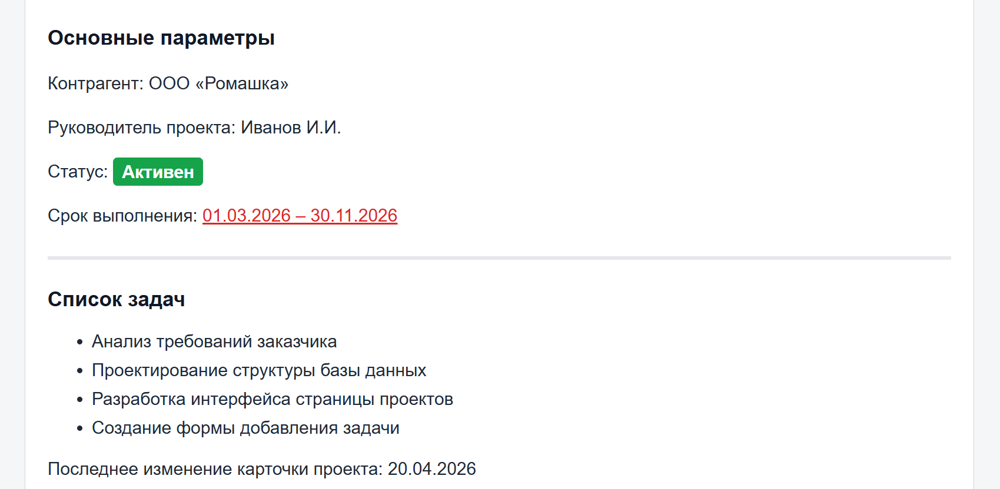 Основные параметры
Контрагент: ООО «Ромашка»
Руководитель проекта: Иванов И.И.
Статус: Активен
Срок выполнения: 01.03.2026 – 30.11.2026
Список задач
• Анализ требований заказчика
• Проектирование структуры базы данных
• Разработка интерфейса страницы проектов
• Создание формы добавления задачи
Последнее изменение карточки проекта: 20.04.2026